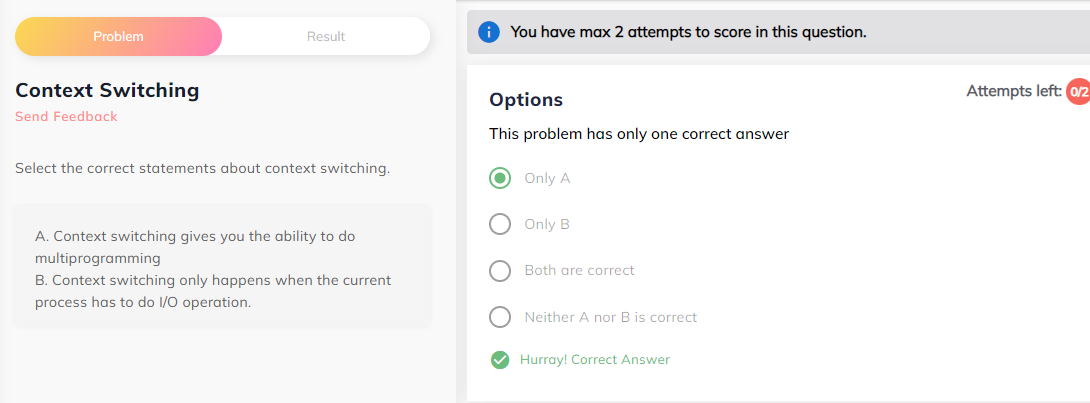 Problem
Result
Context Switching
Send Feedback
Select the correct statements about context switching.
A. Context switching gives you the ability to do
multiprogramming
B. Context switching only happens when the current
process has to do I/O operation.
You have max 2 attempts to score in this question.
Attempts left: 0/2
Options
This problem has only one correct answer
Only A
Only B
Both are correct
Neither A nor B is correct
Hurray! Correct Answer